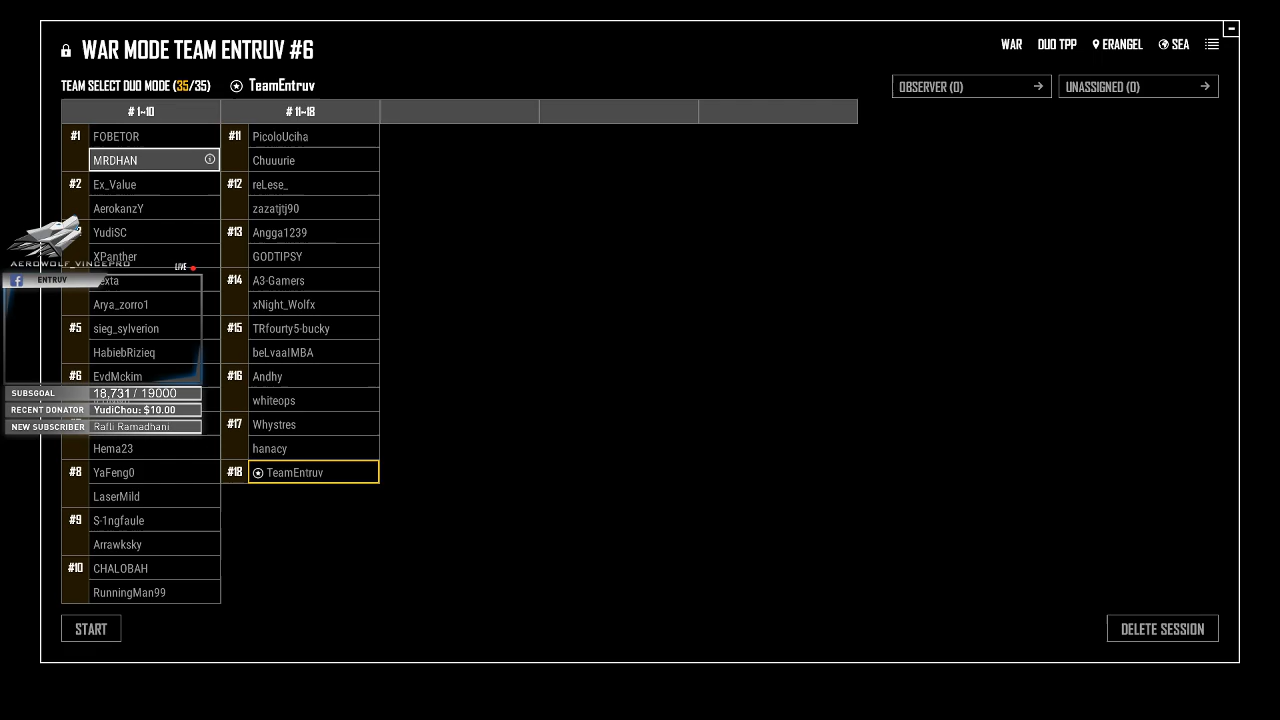 WAR MODE TEAM ENTRUV #6
WAR DUO TPP ERANGEL SEA
TEAM SELECT DUO MODE (35/35) TeamEntruv
OBSERVER (0) UNASSIGNED (0)
# 1~10 # 11~18
#1 FOBETOR #11 PicoloUciha
MRDHAN Chuuurie
#2 Ex_Value #12 reLese_
AerokanzY zazatjtj90
YudiSC #13 Angga1239
XPanther GODTIPSY
AEROWOLF_VINCEPRO LIVE
ENTRUV
#14 A3-Gamers
Arya_zorro1 xNight_Wolfx
#5 sieg_sylverion #15 TRfourty5-bucky
HabiebRizieq beLvaaIMBA
#6 EvdMckim #16 Andhy
SUBSGOAL 18,731 / 19000 whiteops
RECENT DONATOR YudiChou: $10.00
NEW SUBSCRIBER Rafli Ramadhani #17 Whystres
Hema23 hanacy
#8 YaFeng0 #18 TeamEntruv
LaserMild
#9 S-1ngfaule
Arrawksky
#10 CHALOBAH
RunningMan99
START DELETE SESSION